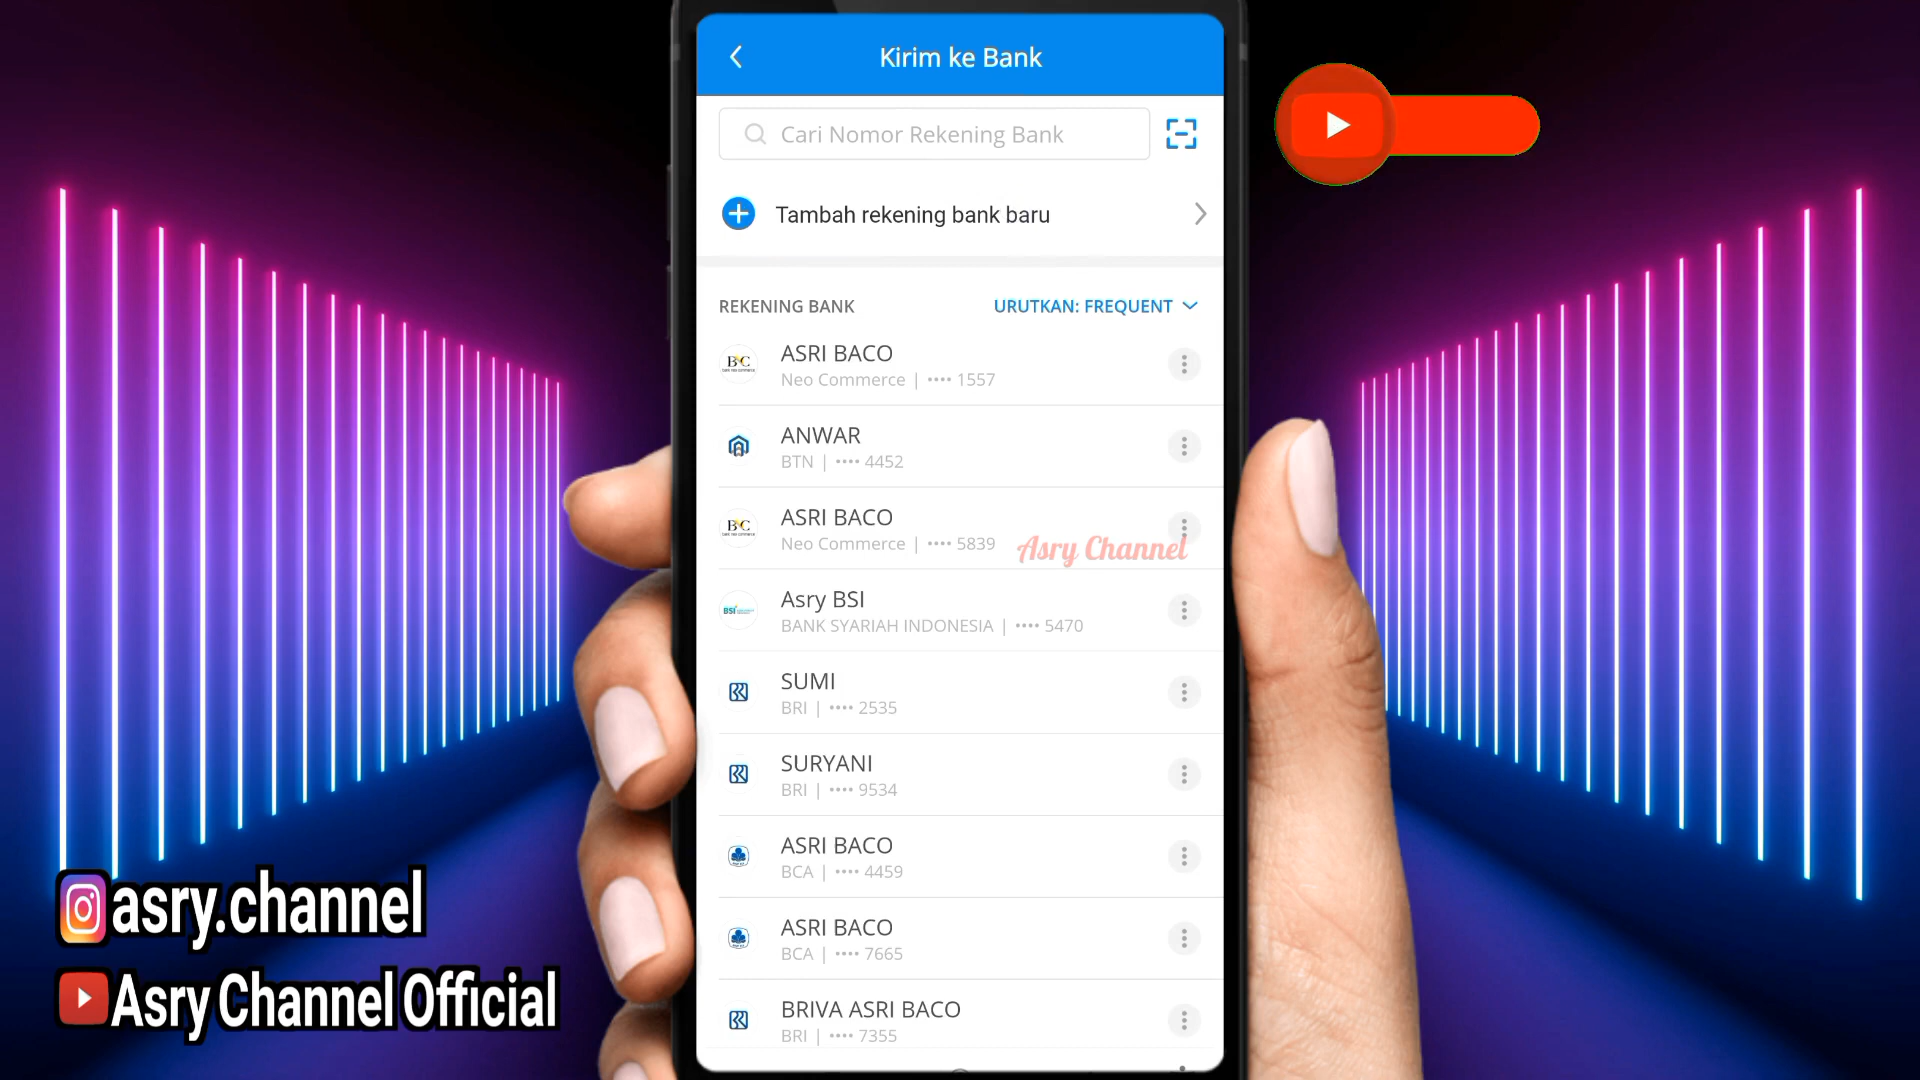 Kirim ke Bank
Cari Nomor Rekening Bank
Tambah rekening bank baru
REKENING BANK
URUTKAN: FREQUENT
ASRI BACO
Neo Commerce | •••• 1557
ANWAR
BTN | •••• 4452
ASRI BACO
Neo Commerce | •••• 5839
Asry Channel
Asry BSI
BANK SYARIAH INDONESIA | •••• 5470
SUMI
BRI | •••• 2535
SURYANI
BRI | •••• 9534
ASRI BACO
BCA | •••• 4459
ASRI BACO
BCA | •••• 7665
BRIVA ASRI BACO
BRI | •••• 7355
asry.channel
Asry Channel Official